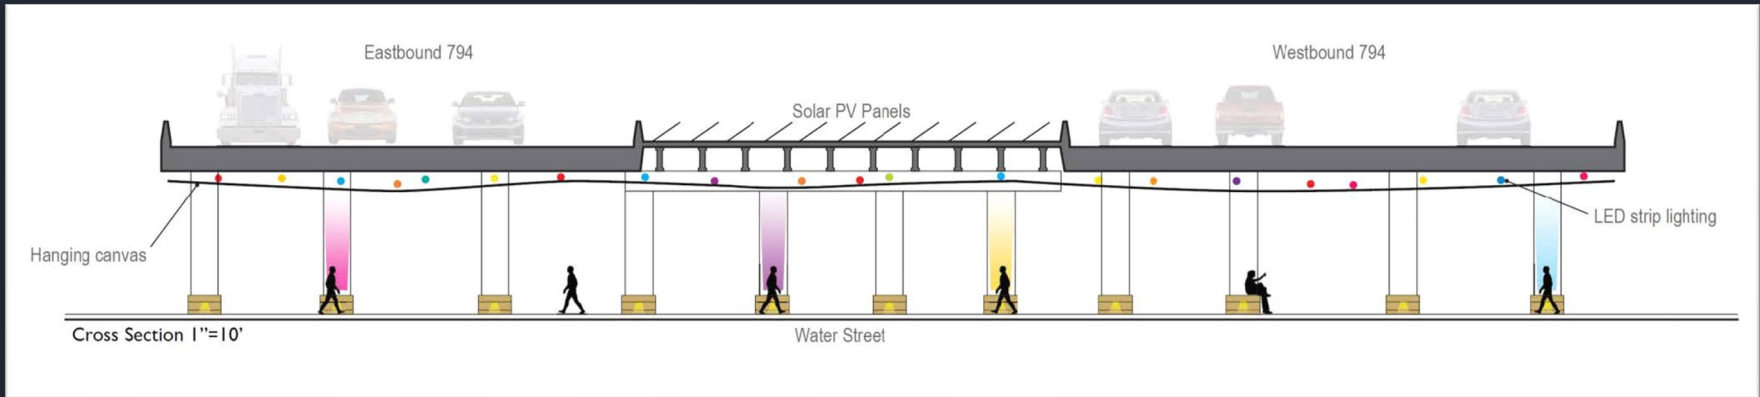 Eastbound 794
Westbound 794
Solar PV Panels
LED strip lighting
Hanging canvas
Cross Section 1”=10’
Water Street